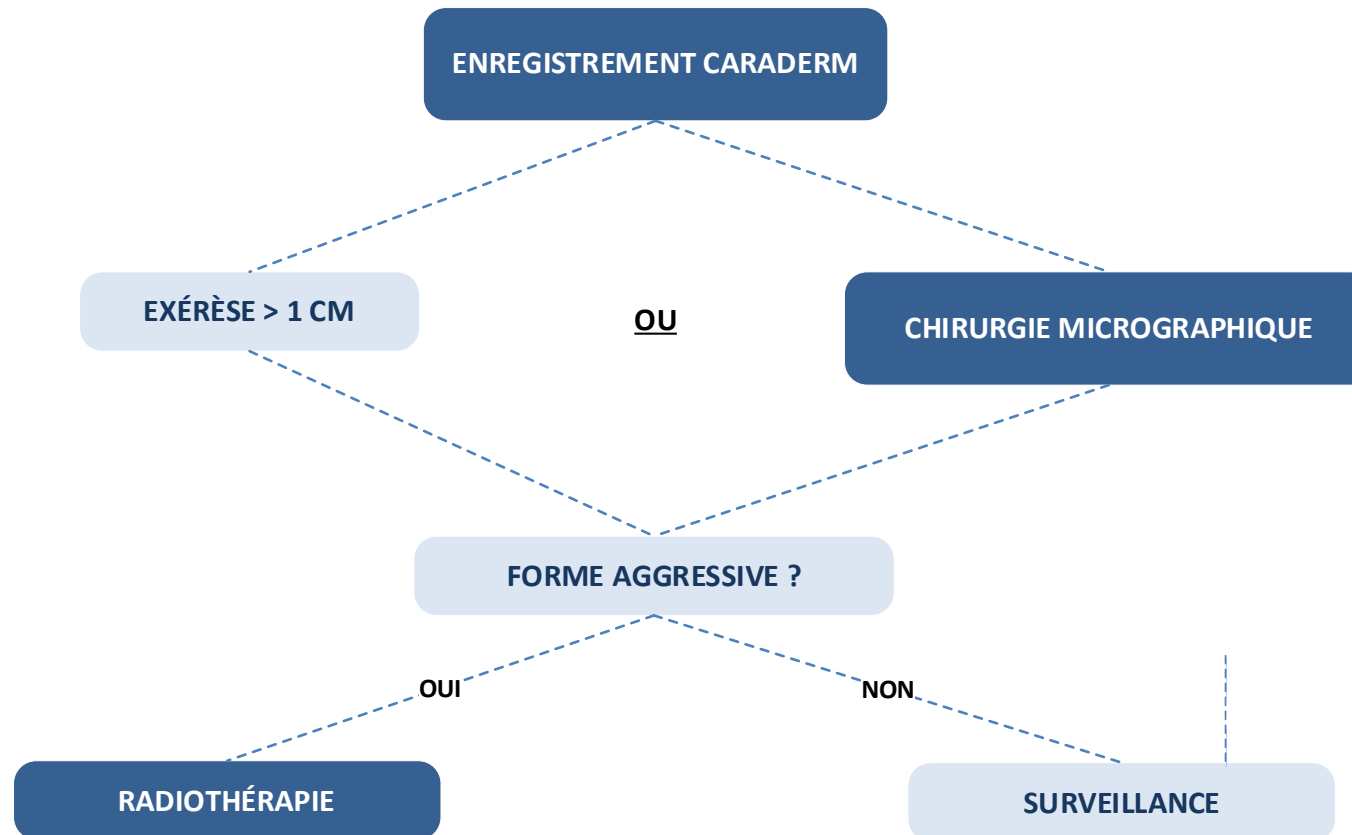 ENREGISTREMENT CARADERM
EXÉRÈSE > 1 CM
OU
CHIRURGIE MICROGRAPHIQUE
FORME AGGRESSIVE ?
OUI
NON
RADIOTHÉRAPIE
SURVEILLANCE